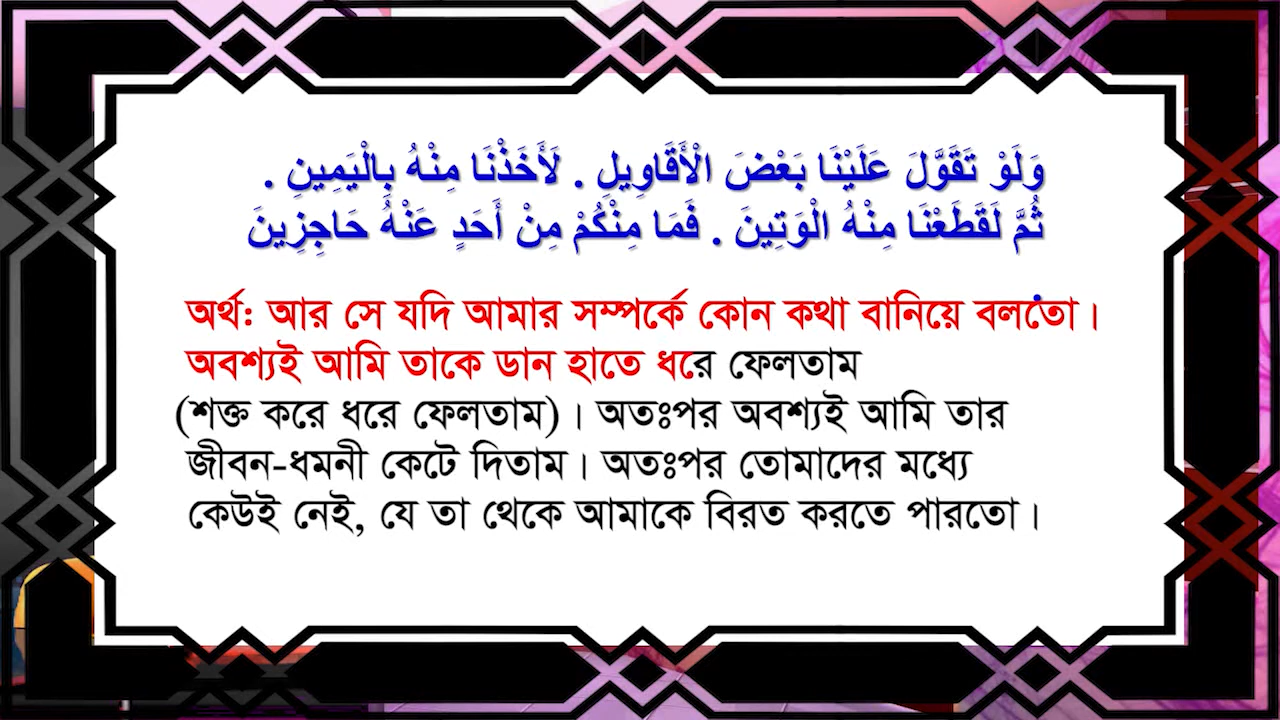 وَلَوْ تَقَوَّلَ عَلَيْنَا بَعْضَ الْأَقَاوِيلِ . لَأَخَذْنَا مِنْهُ بِالْيَمِينِ .
ثُمَّ لَقَطَعْنَا مِنْهُ الْوَتِينَ . فَمَا مِنْكُمْ مِنْ أَحَدٍ عَنْهُ حَاجِزِينَ
অর্থ: আর সে যদি আমার সম্পর্কে কোন কথা বানিয়ে বলতো।
অবশ্যই আমি তাকে ডান হাতে ধরে ফেলতাম
(শক্ত করে ধরে ফেলতাম)। অতঃপর অবশ্যই আমি তার
জীবন-ধমনী কেটে দিতাম। অতঃপর তোমাদের মধ্যে
কেউই নেই, যে তা থেকে আমাকে বিরত করতে পারতো।